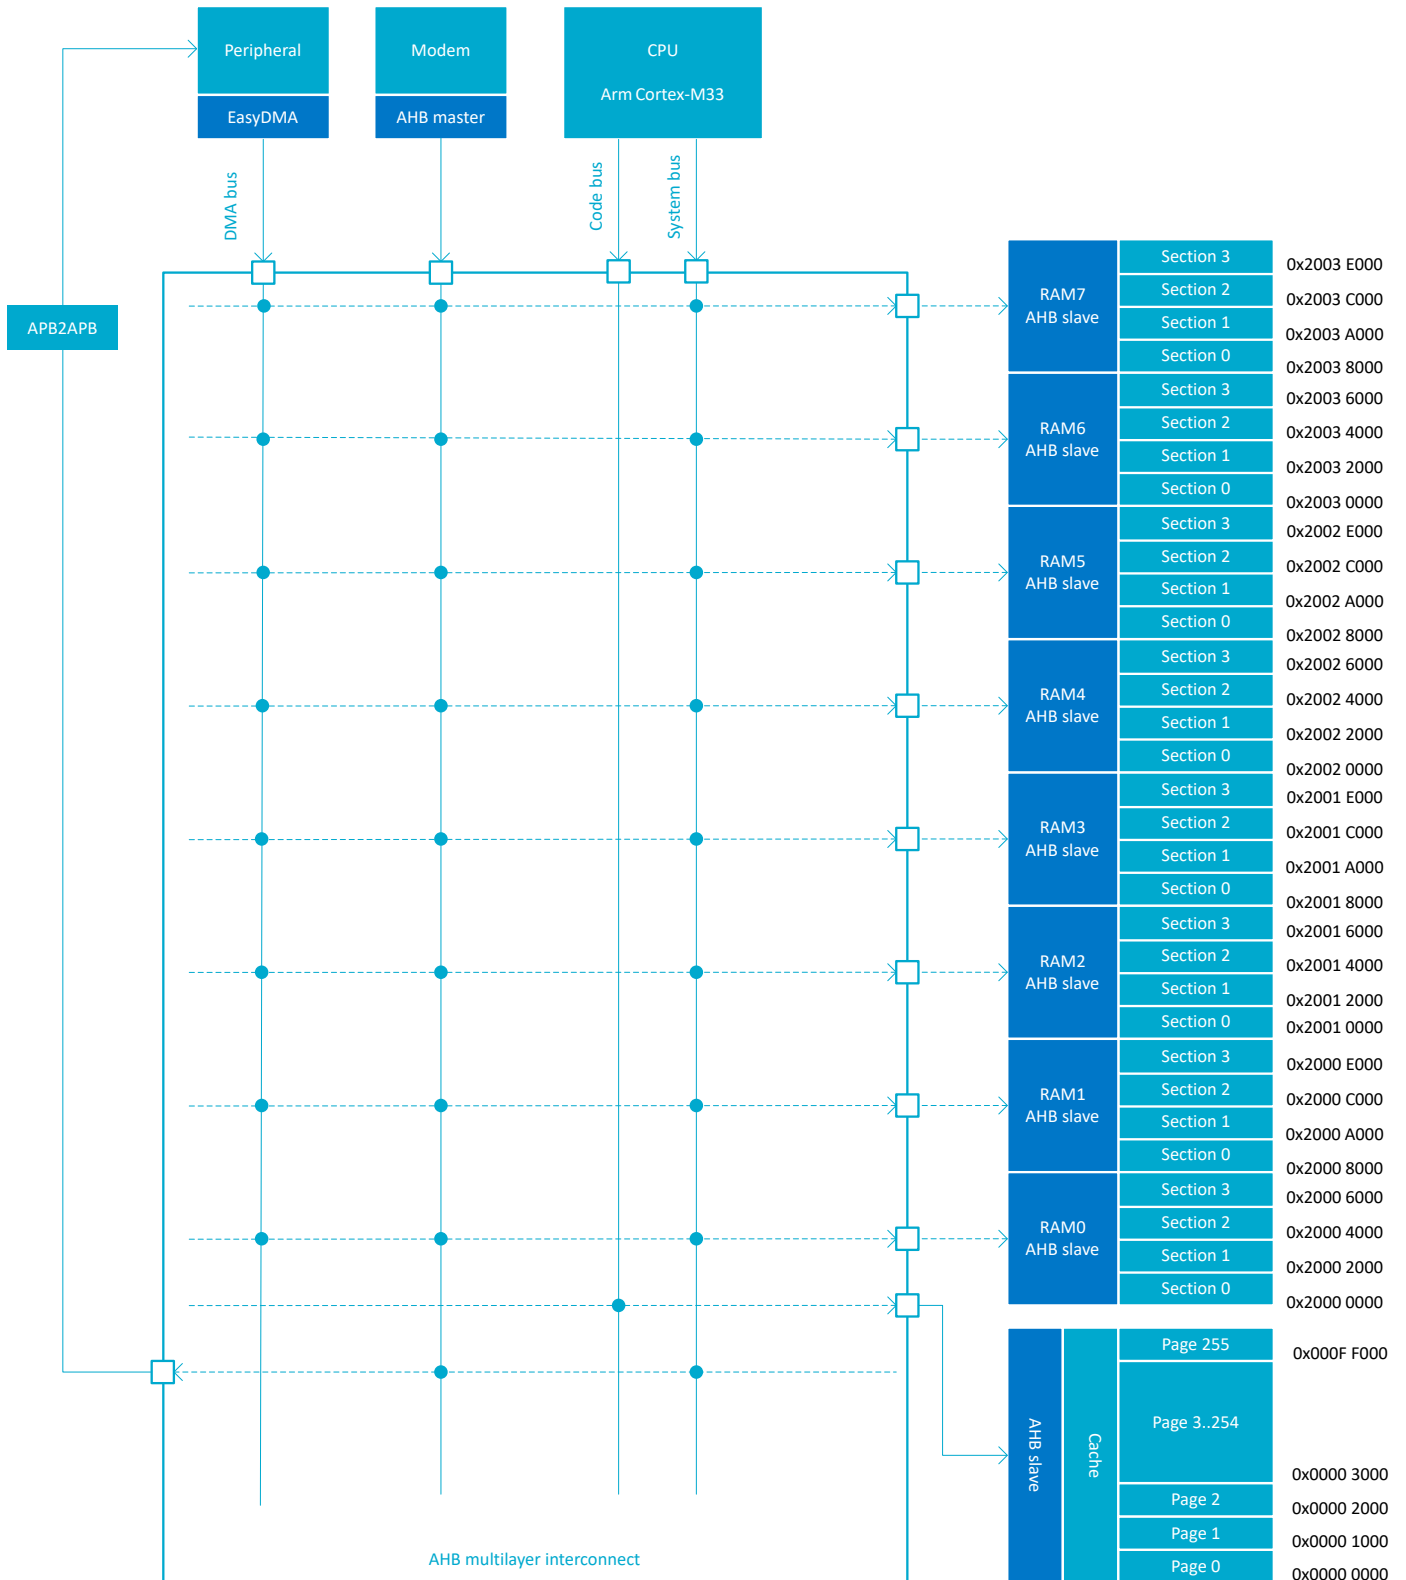 Peripheral
EasyDMA
Modem
AHB master
CPU
Arm Cortex-M33
DMA bus
Code bus
System bus
APB2APB
RAM7
AHB slave
Section 3
0x2003 E000
Section 2
0x2003 C000
Section 1
0x2003 A000
Section 0
0x2003 8000
RAM6
AHB slave
Section 3
0x2003 6000
Section 2
0x2003 4000
Section 1
0x2003 2000
Section 0
0x2003 0000
RAM5
AHB slave
Section 3
0x2002 E000
Section 2
0x2002 C000
Section 1
0x2002 A000
Section 0
0x2002 8000
RAM4
AHB slave
Section 3
0x2002 6000
Section 2
0x2002 4000
Section 1
0x2002 2000
Section 0
0x2002 0000
RAM3
AHB slave
Section 3
0x2001 E000
Section 2
0x2001 C000
Section 1
0x2001 A000
Section 0
0x2001 8000
RAM2
AHB slave
Section 3
0x2001 6000
Section 2
0x2001 4000
Section 1
0x2001 2000
Section 0
0x2001 0000
RAM1
AHB slave
Section 3
0x2000 E000
Section 2
0x2000 C000
Section 1
0x2000 A000
Section 0
0x2000 8000
RAM0
AHB slave
Section 3
0x2000 6000
Section 2
0x2000 4000
Section 1
0x2000 2000
Section 0
0x2000 0000
AHB slave
Cache
Page 255
0x000F F000
Page 3..254
0x0000 3000
Page 2
0x0000 2000
Page 1
0x0000 1000
Page 0
0x0000 0000
AHB multilayer interconnect